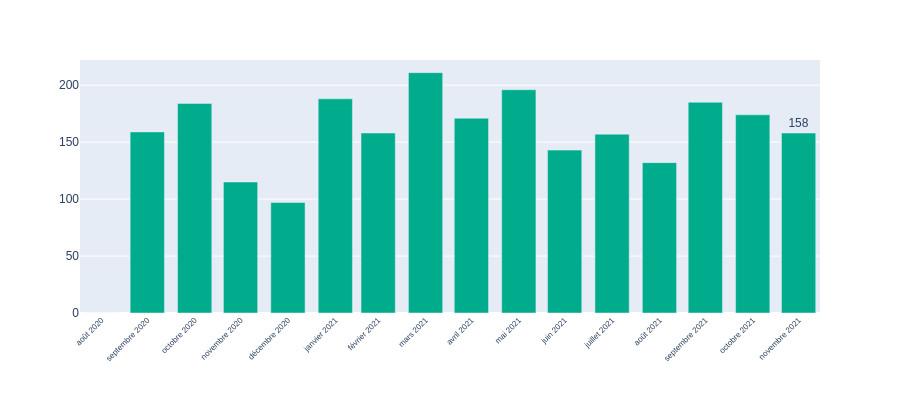 200
150
100
50
0
158
août 2020
septembre 2020
octobre 2020
novembre 2020
décembre 2020
janvier 2021
février 2021
mars 2021
avril 2021
mai 2021
juin 2021
juillet 2021
août 2021
septembre 2021
octobre 2021
novembre 2021